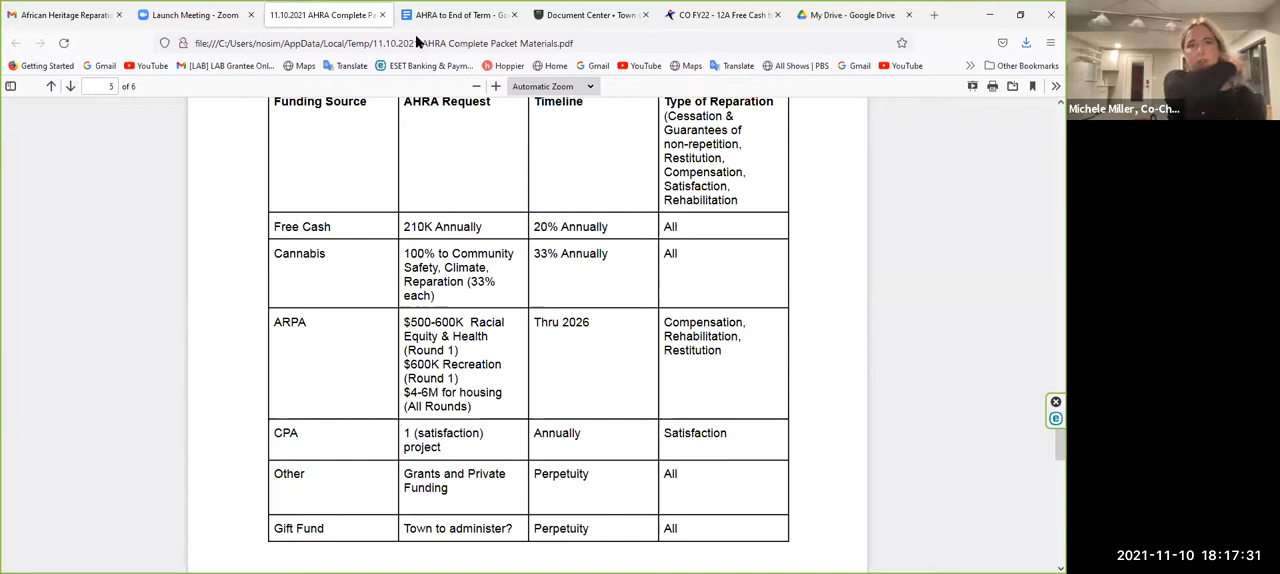 African Heritage Reparatio
Launch Meeting - Zoom
11.10.2021 AHRA Complete Pa
AHRA to End of Term - Go
Document Center • Town o
CO FY22 - 12A Free Cash to
My Drive - Google Drive
file:///C:/Users/nosim/AppData/Local/Temp/11.10.202 AHRA Complete Packet Materials.pdf
Getting Started
Gmail
YouTube
[LAB] LAB Grantee Onl...
Maps
Translate
ESET Banking & Paym...
Hoppier
Home
YouTube
Maps
Translate
All Shows | PBS
Gmail
YouTube
Other Bookmarks
5 of 6
Automatic Zoom
Michele Miller, Co-Ch...
Funding Source
AHRA Request
Timeline
Type of Reparation
(Cessation &
Guarantees of
non-repetition,
Restitution,
Compensation,
Satisfaction,
Rehabilitation
Free Cash
210K Annually
20% Annually
All
Cannabis
100% to Community
Safety, Climate,
Reparation (33%
each)
33% Annually
All
ARPA
$500-600K Racial
Equity & Health
(Round 1)
$600K Recreation
(Round 1)
$4-6M for housing
(All Rounds)
Thru 2026
Compensation,
Rehabilitation,
Restitution
CPA
1 (satisfaction)
project
Annually
Satisfaction
Other
Grants and Private
Funding
Perpetuity
All
Gift Fund
Town to administer?
Perpetuity
All
2021-11-10 18:17:31